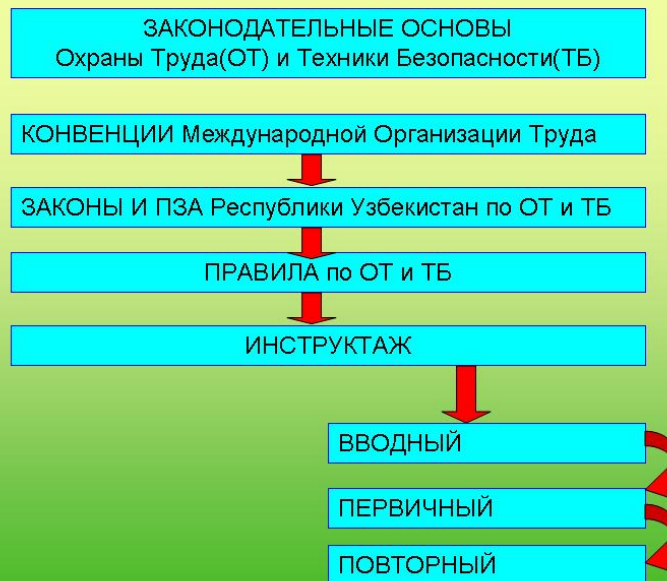 ЗАКОНОДАТЕЛЬНЫЕ ОСНОВЫ
Охраны Труда(ОТ) и Техники Безопасности(ТБ)
КОНВЕНЦИИ Международной Организации Труда
ЗАКОНЫ И ПЗА Республики Узбекистан по ОТ и ТБ
ПРАВИЛА по ОТ и ТБ
ИНСТРУКТАЖ
ВВОДНЫЙ
ПЕРВИЧНЫЙ
ПОВТОРНЫЙ